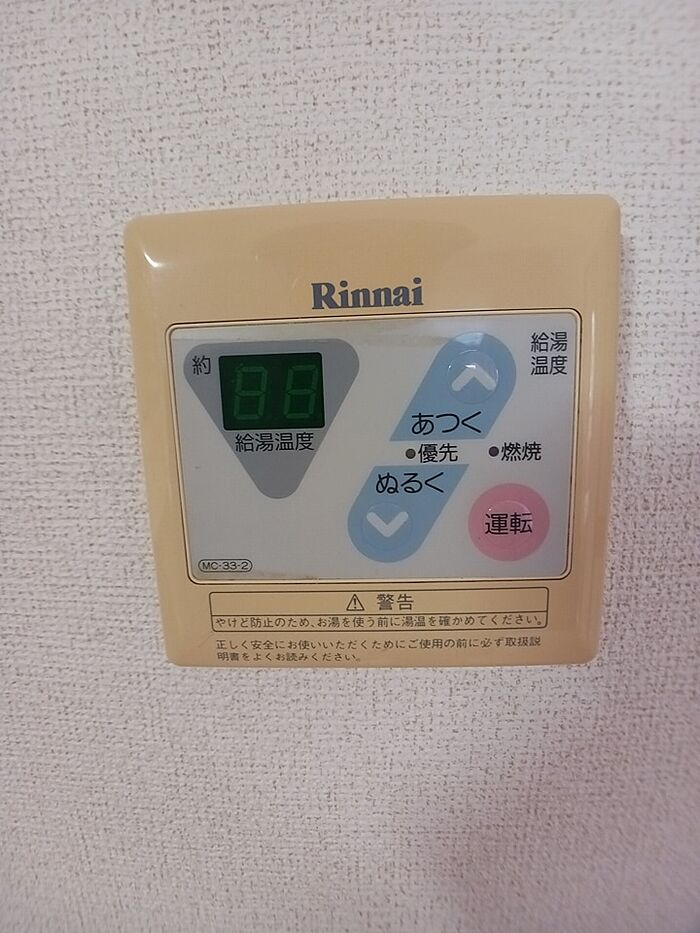 Rinnai
約
88
給湯温度
給湯
温度
あつく
優先
燃焼
ぬるく
運転
MC-33-2
⚠ 警告
やけど防止のため、お湯を使う前に湯温を確かめてください。
正しく安全にお使いいただくためにご使用の前に必ず取扱説
明書をよくお読みください。